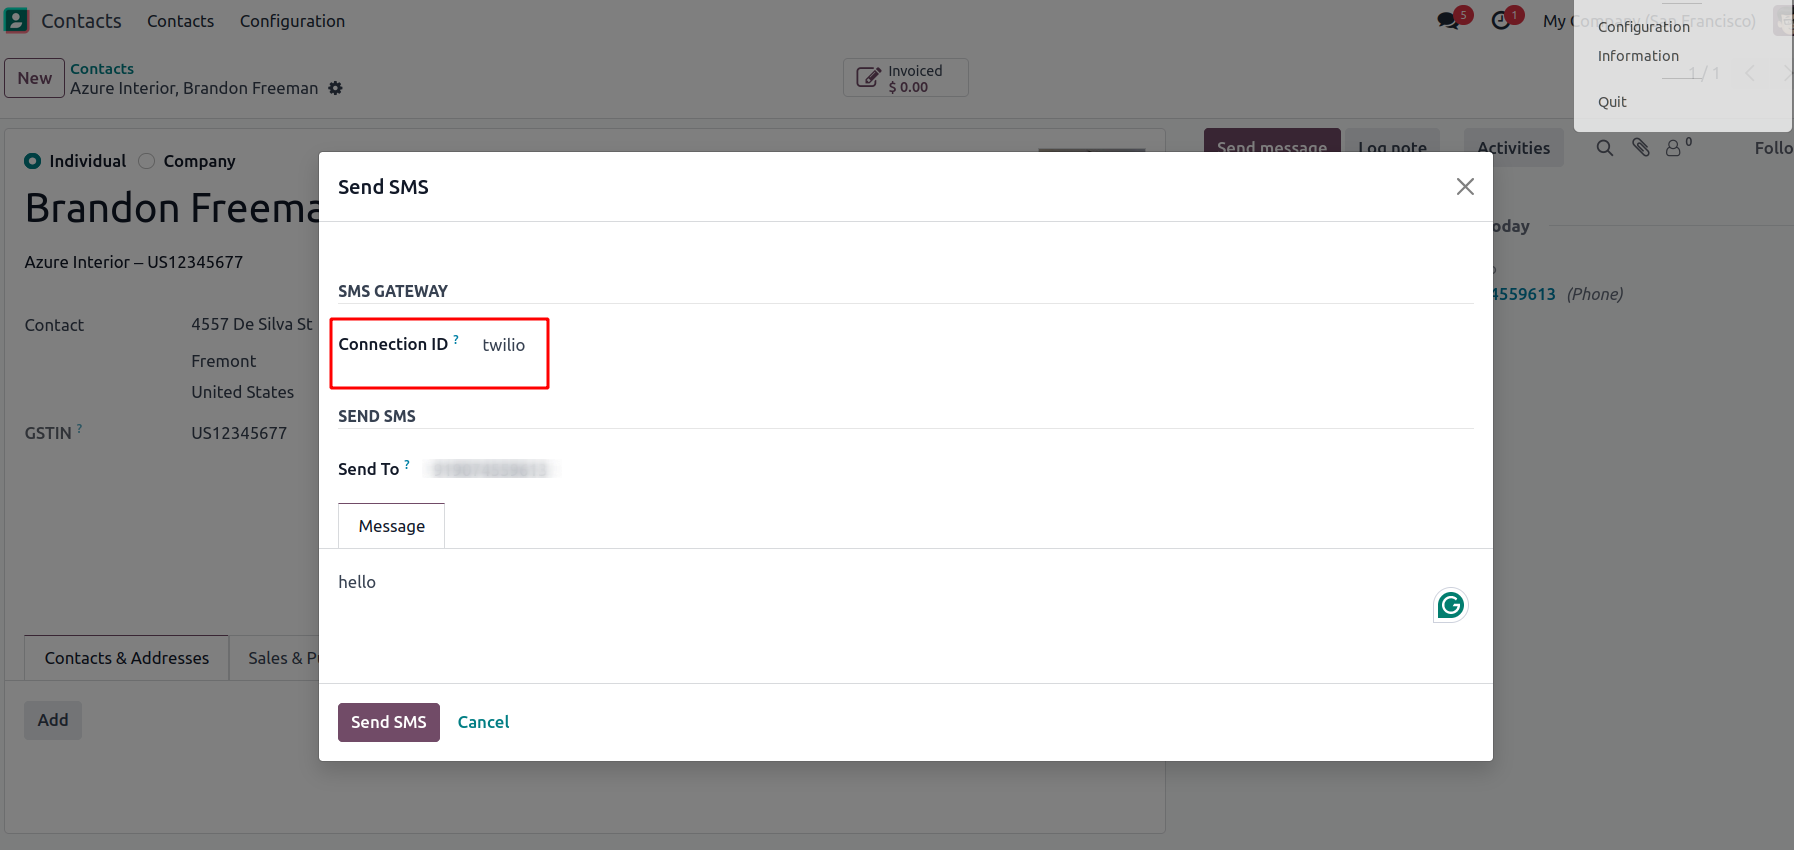 Contacts Contacts Configuration 5 1 My Company (San Francisco)
Configuration
Information
Quit
New Contacts
Azure Interior, Brandon Freeman
Invoiced
$ 0.00
1 / 1
Send message Log note Activities 0 Follo
Individual Company
Brandon Freema
Azure Interior – US12345677
Contact 4557 De Silva St
Fremont
United States
GSTIN ? US12345677
Contacts & Addresses Sales & P
Add
Send SMS
SMS GATEWAY
Connection ID ? twilio
SEND SMS
Send To ?
Message
hello
Send SMS Cancel
oday
4559613 (Phone)